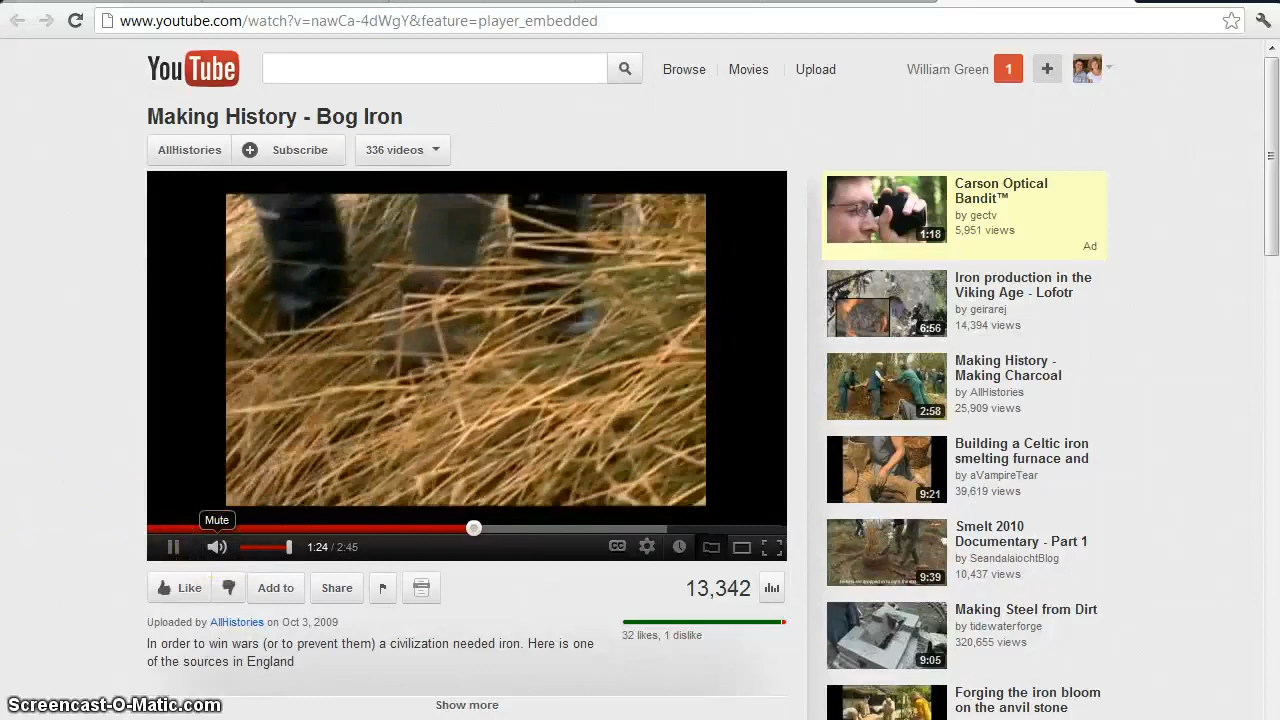 www.youtube.com/watch?v=nawCa-4dWgY&feature=player_embedded
YouTube
Browse
Movies
Upload
William Green
1
Making History - Bog Iron
AllHistories
Subscribe
336 videos
Carson Optical
Bandit™
by gectv
5,951 views
Ad
1:18
Iron production in the
Viking Age - Lofotr
by geirarej
14,394 views
6:56
Making History -
Making Charcoal
by AllHistories
25,909 views
2:58
Building a Celtic iron
smelting furnace and
by aVampireTear
39,619 views
9:21
Smelt 2010
Documentary - Part 1
by SeandalaiochtBlog
10,437 views
9:39
Making Steel from Dirt
by tidewaterforge
320,655 views
9:05
Forging the iron bloom
on the anvil stone
Mute
1:24 / 2:45
CC
Like
Add to
Share
13,342
Uploaded by AllHistories on Oct 3, 2009
32 likes, 1 dislike
In order to win wars (or to prevent them) a civilization needed iron. Here is one
of the sources in England
Show more
Screencast-O-Matic.com